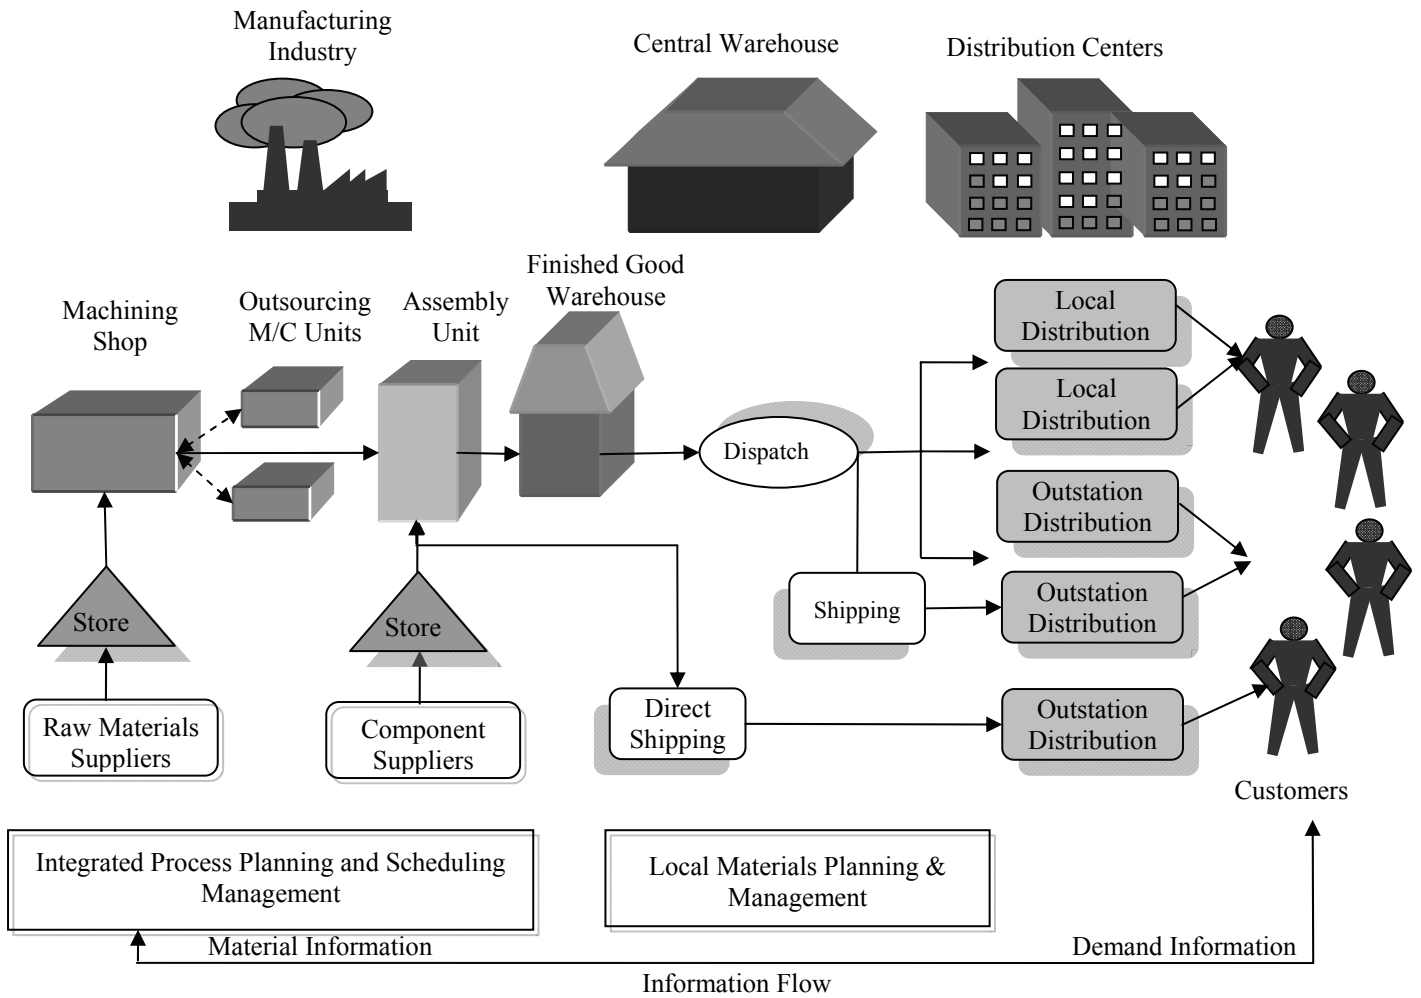 Manufacturing
Industry
Central Warehouse
Distribution Centers
Machining
Shop
Outsourcing
M/C Units
Assembly
Unit
Finished Good
Warehouse
Local
Distribution
Local
Distribution
Dispatch
Outstation
Distribution
Shipping
Outstation
Distribution
Store
Store
Raw Materials
Suppliers
Component
Suppliers
Direct
Shipping
Outstation
Distribution
Customers
Integrated Process Planning and Scheduling
Management
Local Materials Planning &
Management
Material Information
Demand Information
Information Flow